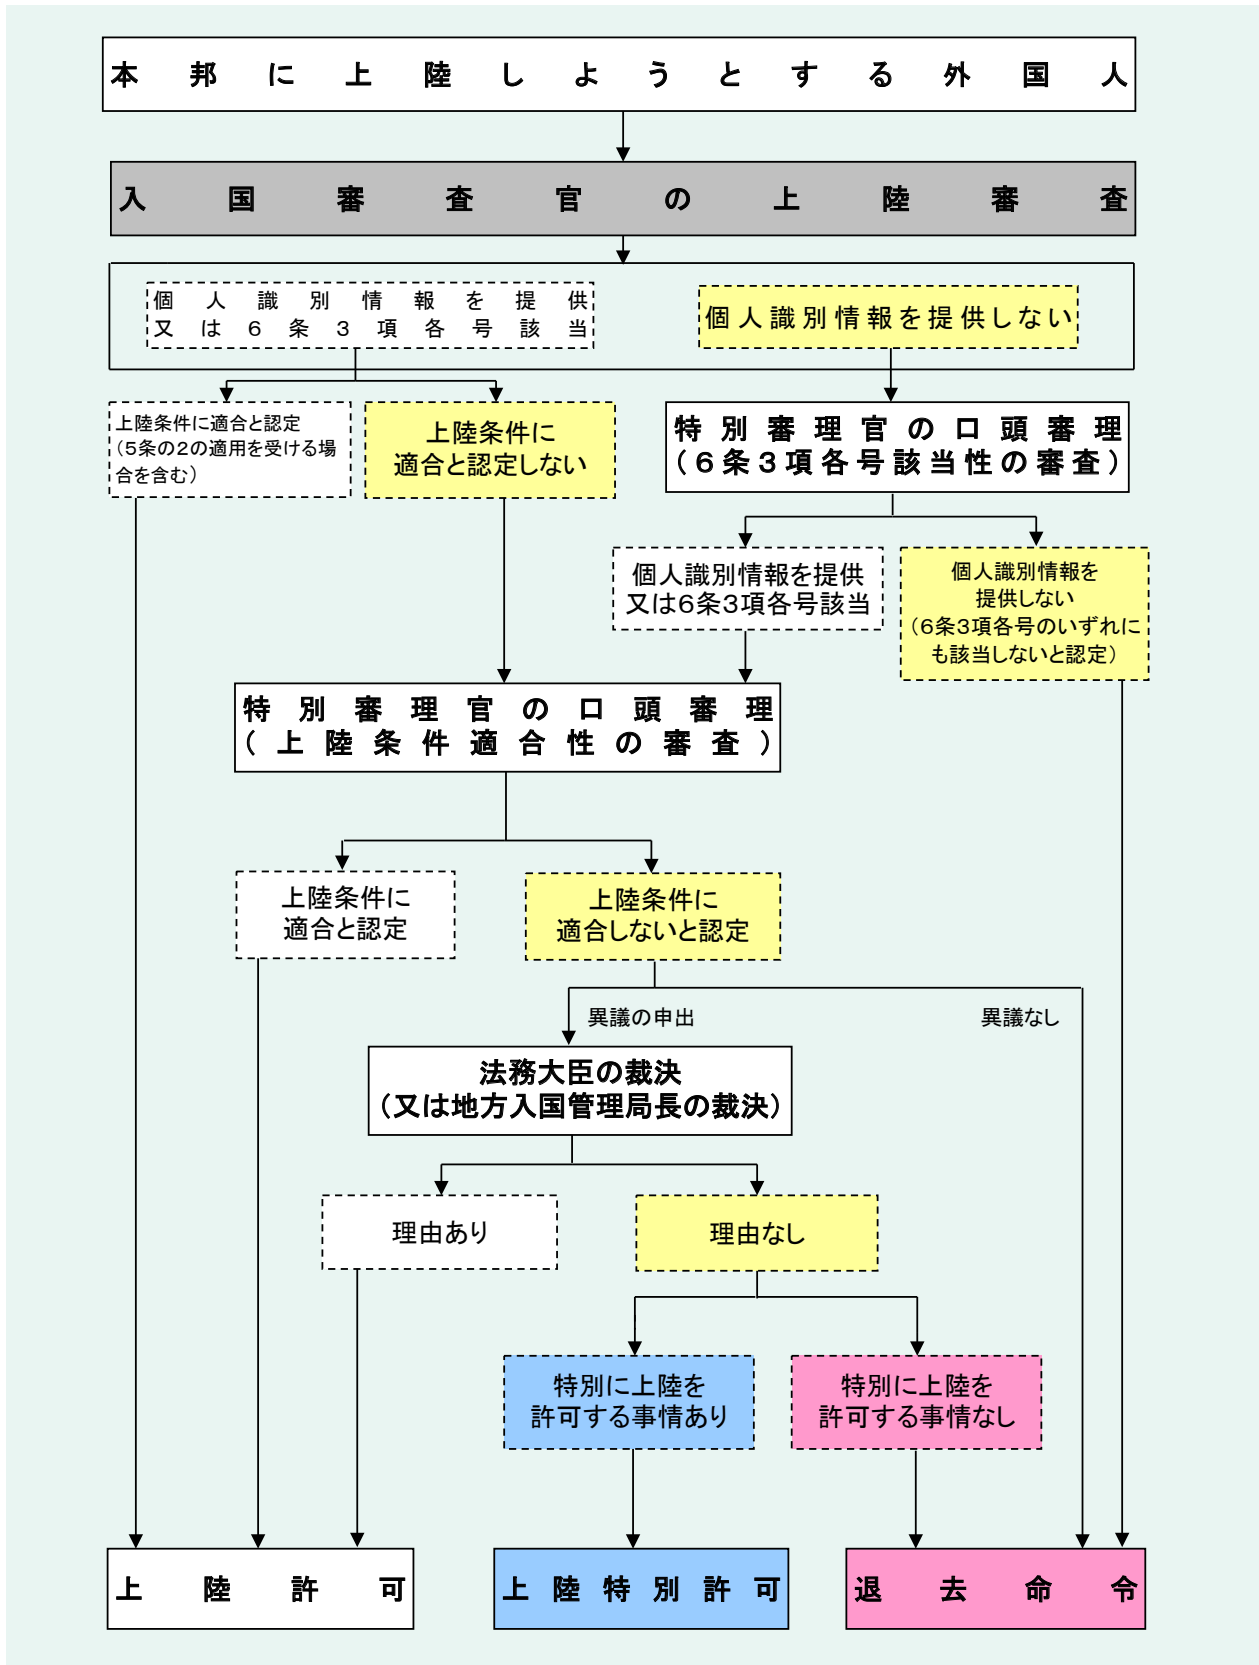 本邦に上陸しようとする外国人
入国審査官の上陸審査
個人識別情報を提供
又は６条３項各号該当
個人識別情報を提供しない
上陸条件に適合と認定
（５条の２の適用を受ける場
合を含む）
上陸条件に
適合と認定しない
特別審理官の口頭審理
（６条３項各号該当性の審査）
個人識別情報を提供
又は６条３項各号該当
個人識別情報を
提供しない
（６条３項各号のいずれに
も該当しないと認定）
特別審理官の口頭審理
（上陸条件適合性の審査）
上陸条件に
適合と認定
上陸条件に
適合しないと認定
異議の申出
異議なし
法務大臣の裁決
（又は地方入国管理局長の裁決）
理由あり
理由なし
特別に上陸を
許可する事情あり
特別に上陸を
許可する事情なし
上陸許可
上陸特別許可
退去命令